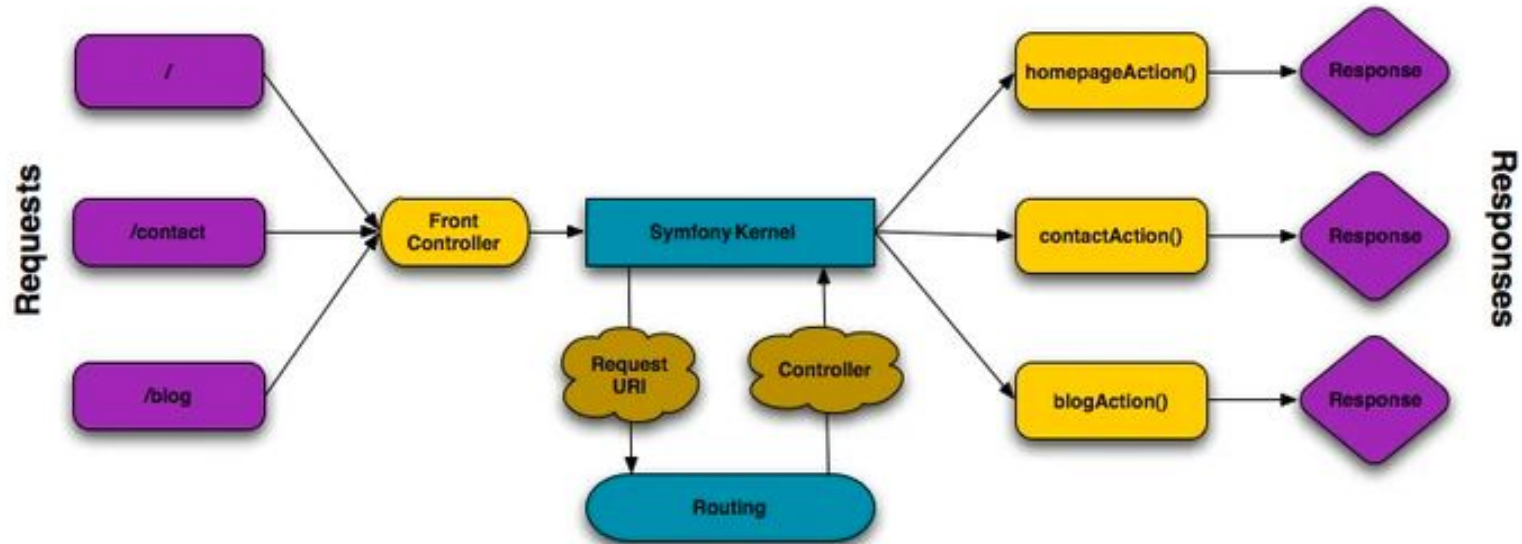 Requests
/
/contact
/blog
Front
Controller
Symfony Kernel
Request
URI
Controller
Routing
homepageAction()
contactAction()
blogAction()
Response
Response
Response
Responses